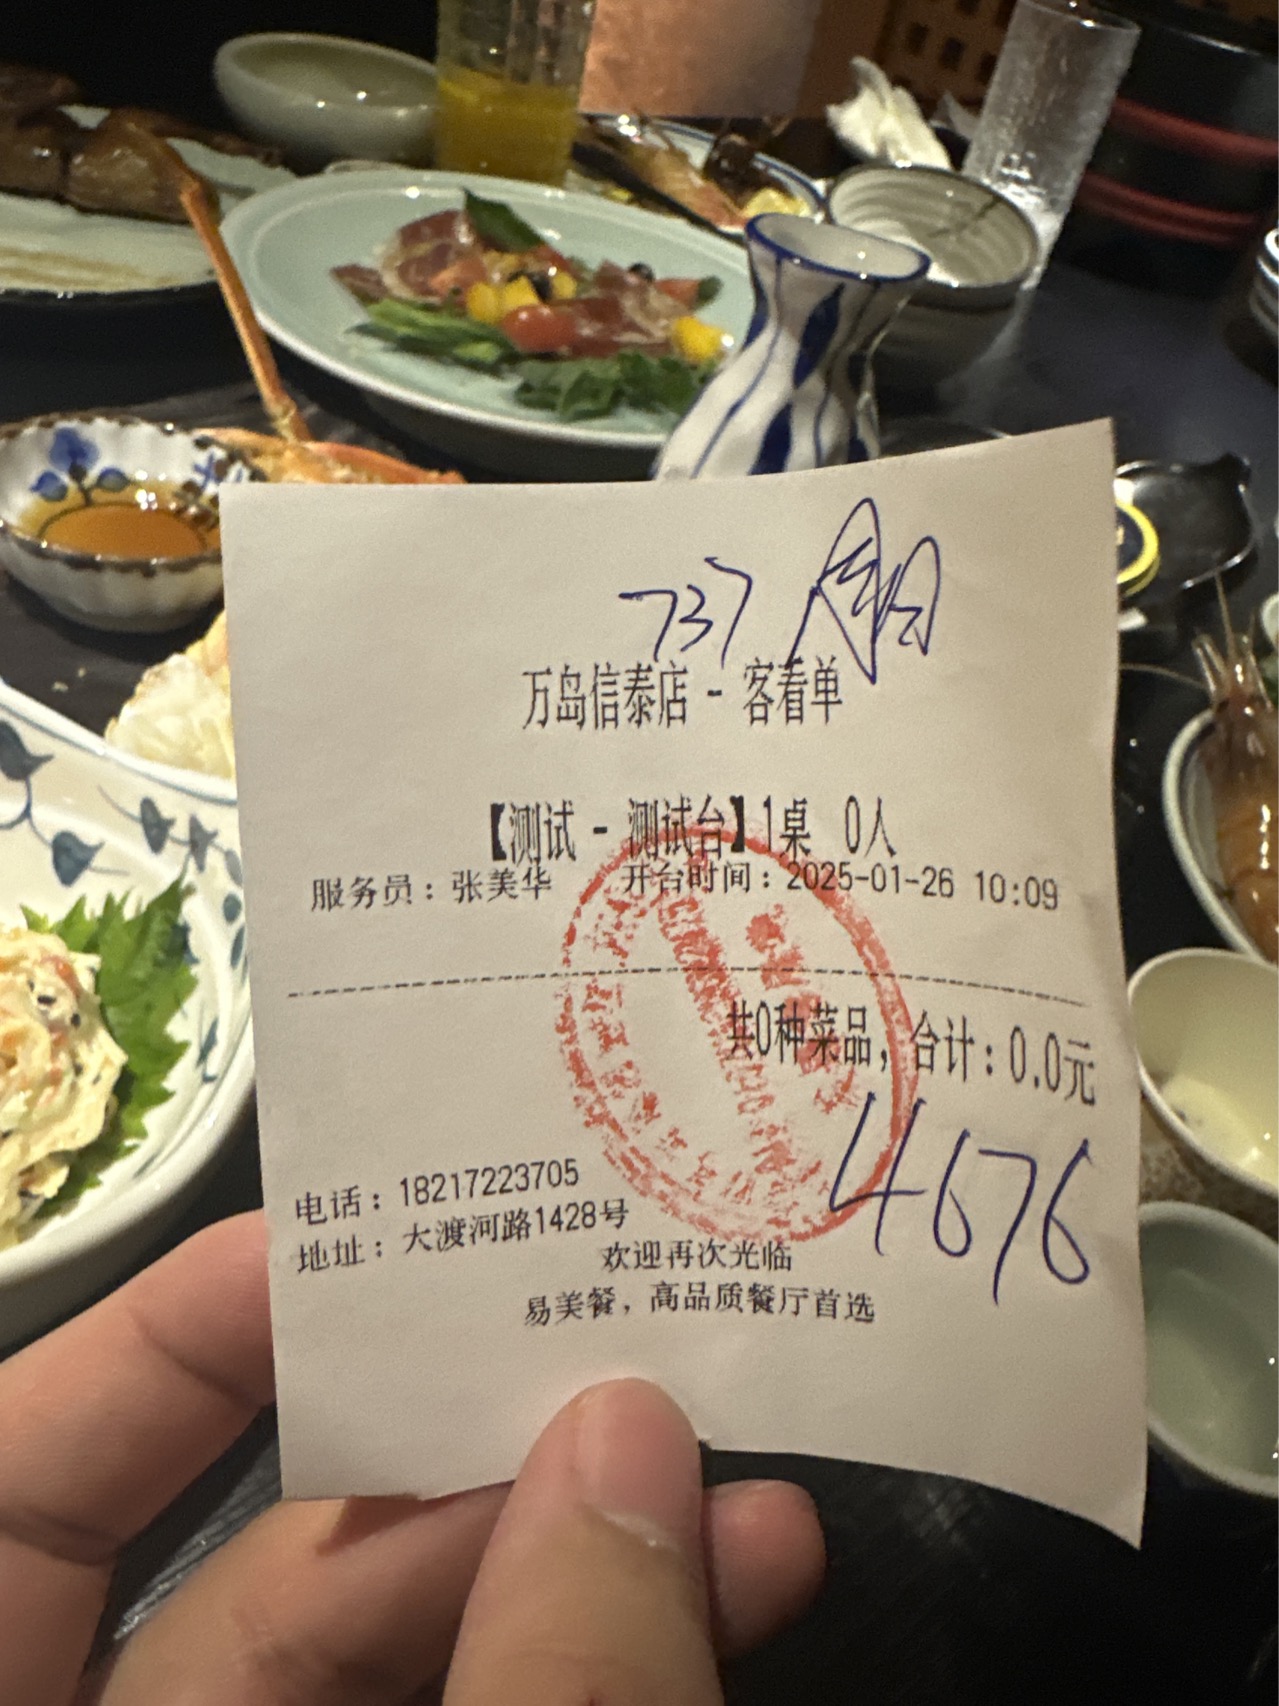 737
万岛信泰店 - 客看单
【测试 - 测试台】1桌 0人
服务员：张美华 开台时间：2025-01-26 10:09
共0种菜品，合计：0.0元
4676
电话：18217223705
地址：大渡河路1428号
欢迎再次光临
易美餐，高品质餐厅首选